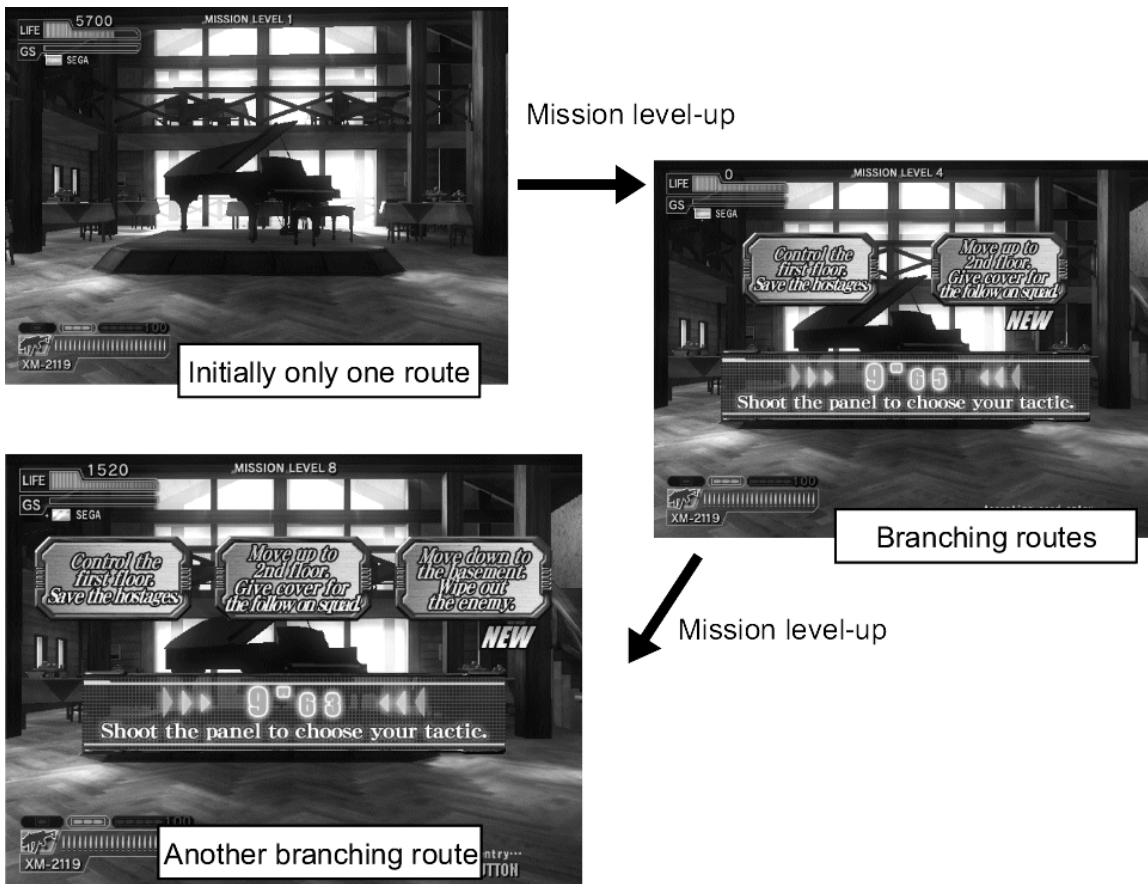 LIFE
5700
MISSION LEVEL 1
GS
SEGA
100
XM-2119
Initially only one route
Mission level-up
LIFE
0
MISSION LEVEL 4
GS
SEGA
Control the
first floor.
Save the hostages.
Move up to
2nd floor.
Give cover for
the follow on squad.
NEW
9"65
Shoot the panel to choose your tactic.
100
XM-2119
Branching routes
Mission level-up
LIFE
1520
MISSION LEVEL 8
GS
SEGA
Control the
first floor.
Save the hostages.
Move up to
2nd floor.
Give cover for
the follow on squad.
Move down to
the basement.
Wipe out
the enemy.
NEW
9"63
Shoot the panel to choose your tactic.
100
XM-2119
Another branching route